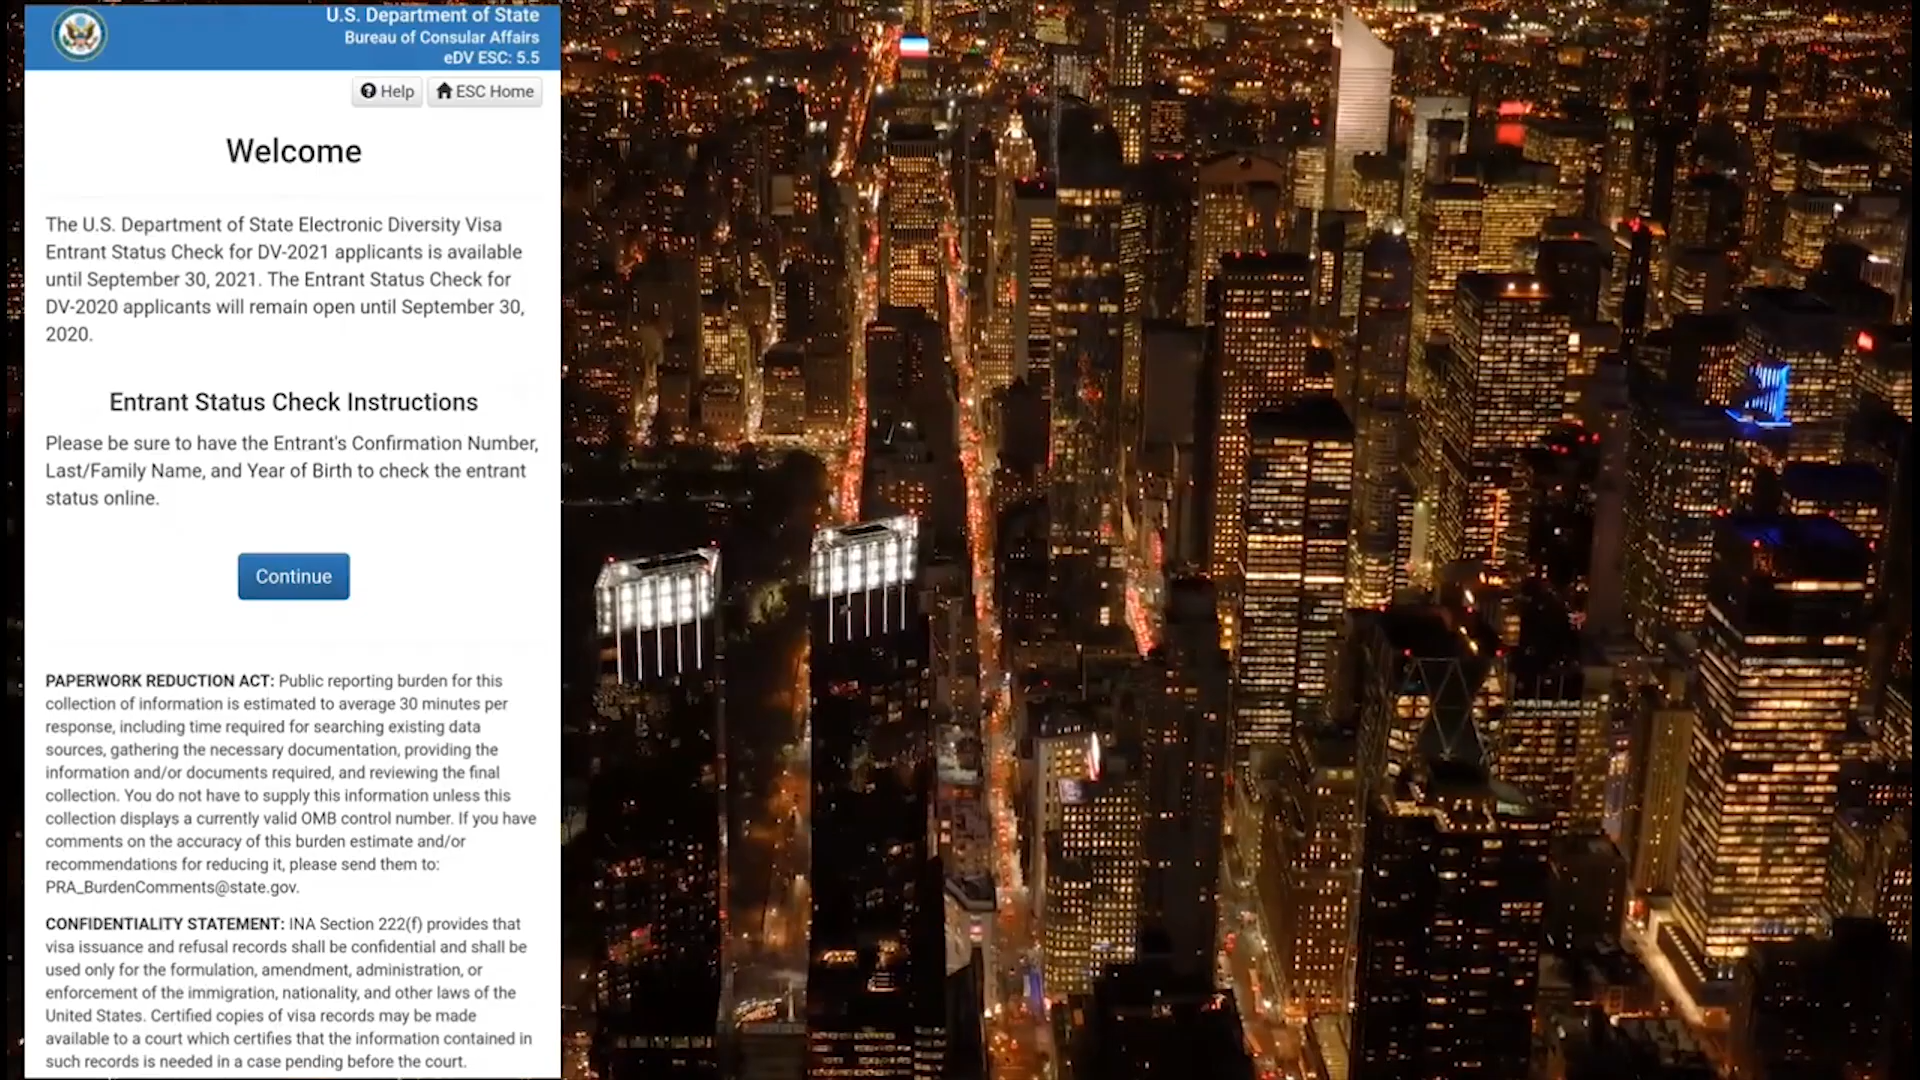 U.S. Department of State
Bureau of Consular Affairs
eDV ESC: 5.5
Help
ESC Home
Welcome
The U.S. Department of State Electronic Diversity Visa
Entrant Status Check for DV-2021 applicants is available
until September 30, 2021. The Entrant Status Check for
DV-2020 applicants will remain open until September 30,
2020.
Entrant Status Check Instructions
Please be sure to have the Entrant's Confirmation Number,
Last/Family Name, and Year of Birth to check the entrant
status online.
Continue
PAPERWORK REDUCTION ACT: Public reporting burden for this
collection of information is estimated to average 30 minutes per
response, including time required for searching existing data
sources, gathering the necessary documentation, providing the
information and/or documents required, and reviewing the final
collection. You do not have to supply this information unless this
collection displays a currently valid OMB control number. If you have
comments on the accuracy of this burden estimate and/or
recommendations for reducing it, please send them to:
PRA_BurdenComments@state.gov.
CONFIDENTIALITY STATEMENT: INA Section 222(f) provides that
visa issuance and refusal records shall be confidential and shall be
used only for the formulation, amendment, administration, or
enforcement of the immigration, nationality, and other laws of the
United States. Certified copies of visa records may be made
available to a court which certifies that the information contained in
such records is needed in a case pending before the court.